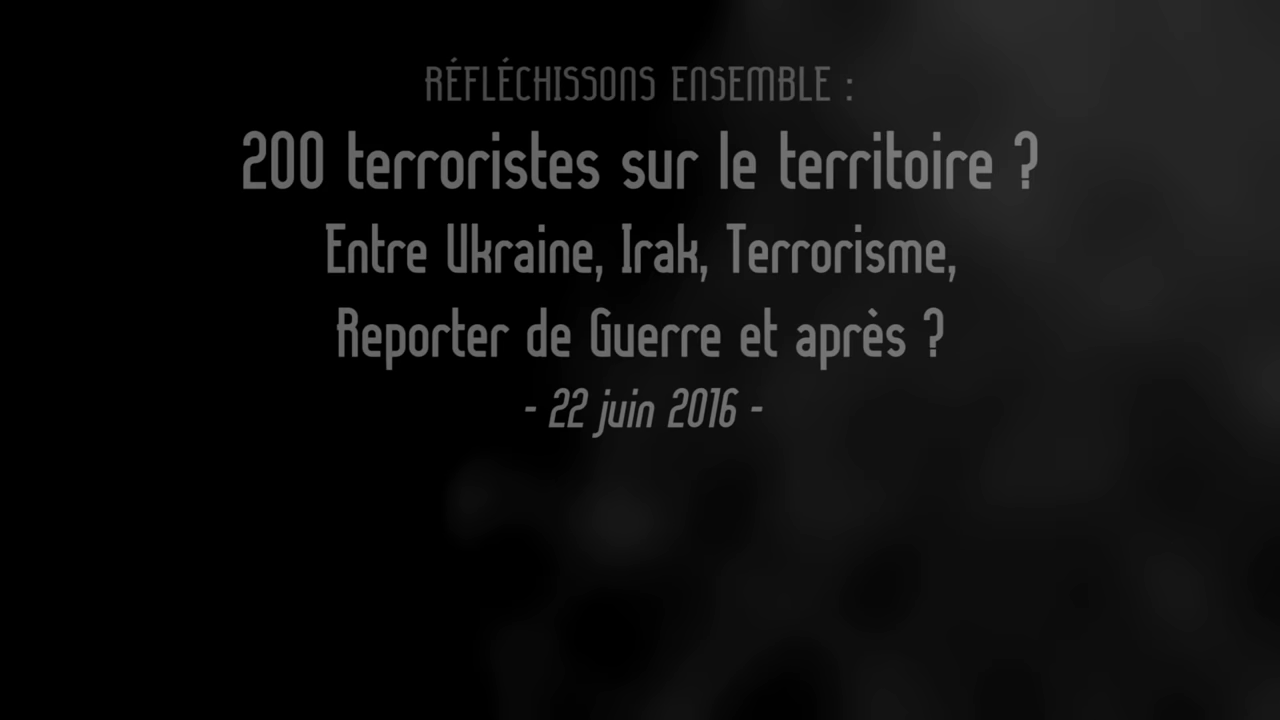 RÉFLÉCHISSONS ENSEMBLE :
200 terroristes sur le territoire ?
Entre Ukraine, Irak, Terrorisme,
Reporter de Guerre et après ?
- 22 juin 2016 -